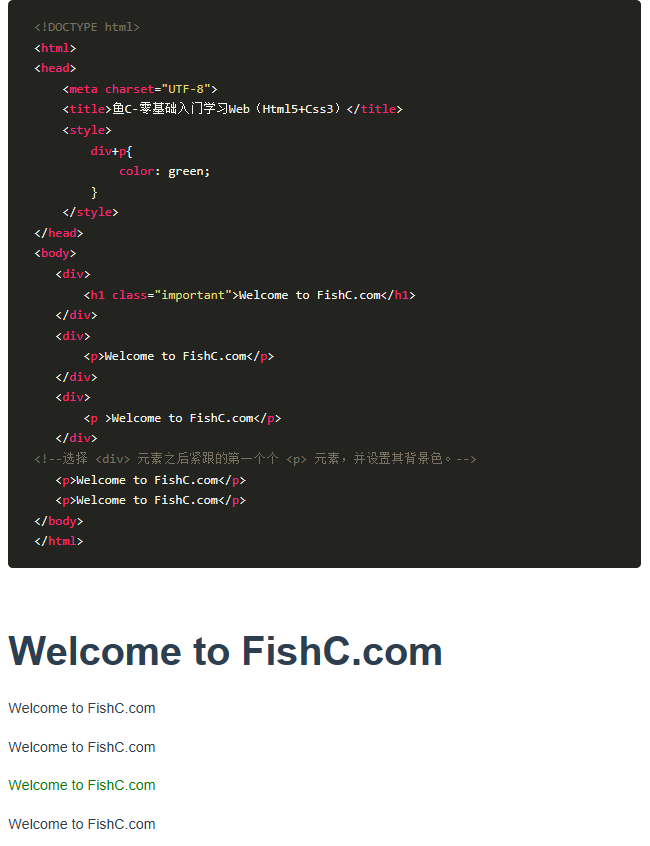 <!DOCTYPE html>
<html>
<head>
    <meta charset="UTF-8">
    <title>鱼C-零基础入门学习Web（Html5+Css3）</title>
    <style>
        div+p{
            color: green;
        }
    </style>
</head>
<body>
   <div>
       <h1 class="important">Welcome to FishC.com</h1>
   </div>
   <div>
       <p>Welcome to FishC.com</p>
   </div>
   <div>
       <p >Welcome to FishC.com</p>
   </div>
<!--选择 <div> 元素之后紧跟的第一个个 <p> 元素，并设置其背景色。-->
   <p>Welcome to FishC.com</p>
   <p>Welcome to FishC.com</p>
</body>
</html>
Welcome to FishC.com
Welcome to FishC.com
Welcome to FishC.com
Welcome to FishC.com
Welcome to FishC.com